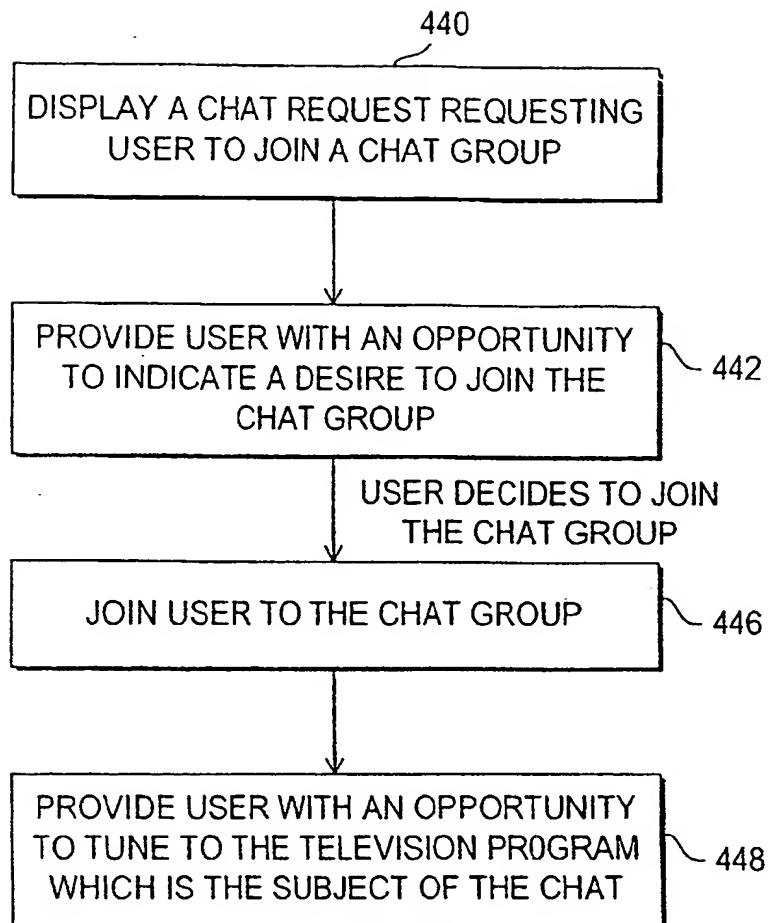 440
DISPLAY A CHAT REQUEST REQUESTING
USER TO JOIN A CHAT GROUP
PROVIDE USER WITH AN OPPORTUNITY
TO INDICATE A DESIRE TO JOIN THE
CHAT GROUP
442
USER DECIDES TO JOIN
THE CHAT GROUP
JOIN USER TO THE CHAT GROUP
446
PROVIDE USER WITH AN OPPORTUNITY
TO TUNE TO THE TELEVISION PROGRAM
WHICH IS THE SUBJECT OF THE CHAT
448